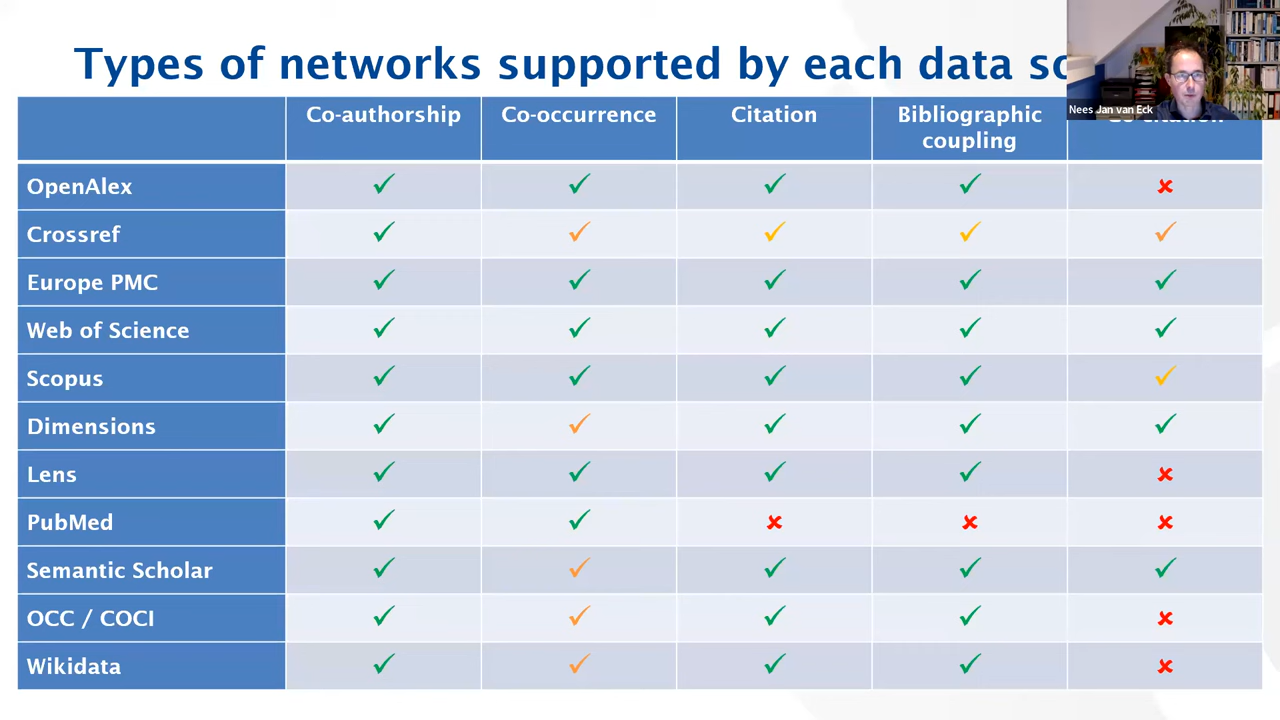 Types of networks supported by each data so
Nees Jan van Eck
Co-authorship Co-occurrence Citation Bibliographic coupling
OpenAlex ✓ ✓ ✓ ✓ ✘
Crossref ✓ ✓ ✓ ✓ ✓
Europe PMC ✓ ✓ ✓ ✓ ✓
Web of Science ✓ ✓ ✓ ✓ ✓
Scopus ✓ ✓ ✓ ✓ ✓
Dimensions ✓ ✓ ✓ ✓ ✓
Lens ✓ ✓ ✓ ✓ ✘
PubMed ✓ ✓ ✘ ✘ ✘
Semantic Scholar ✓ ✓ ✓ ✓ ✓
OCC / COCI ✓ ✓ ✓ ✓ ✘
Wikidata ✓ ✓ ✓ ✓ ✘